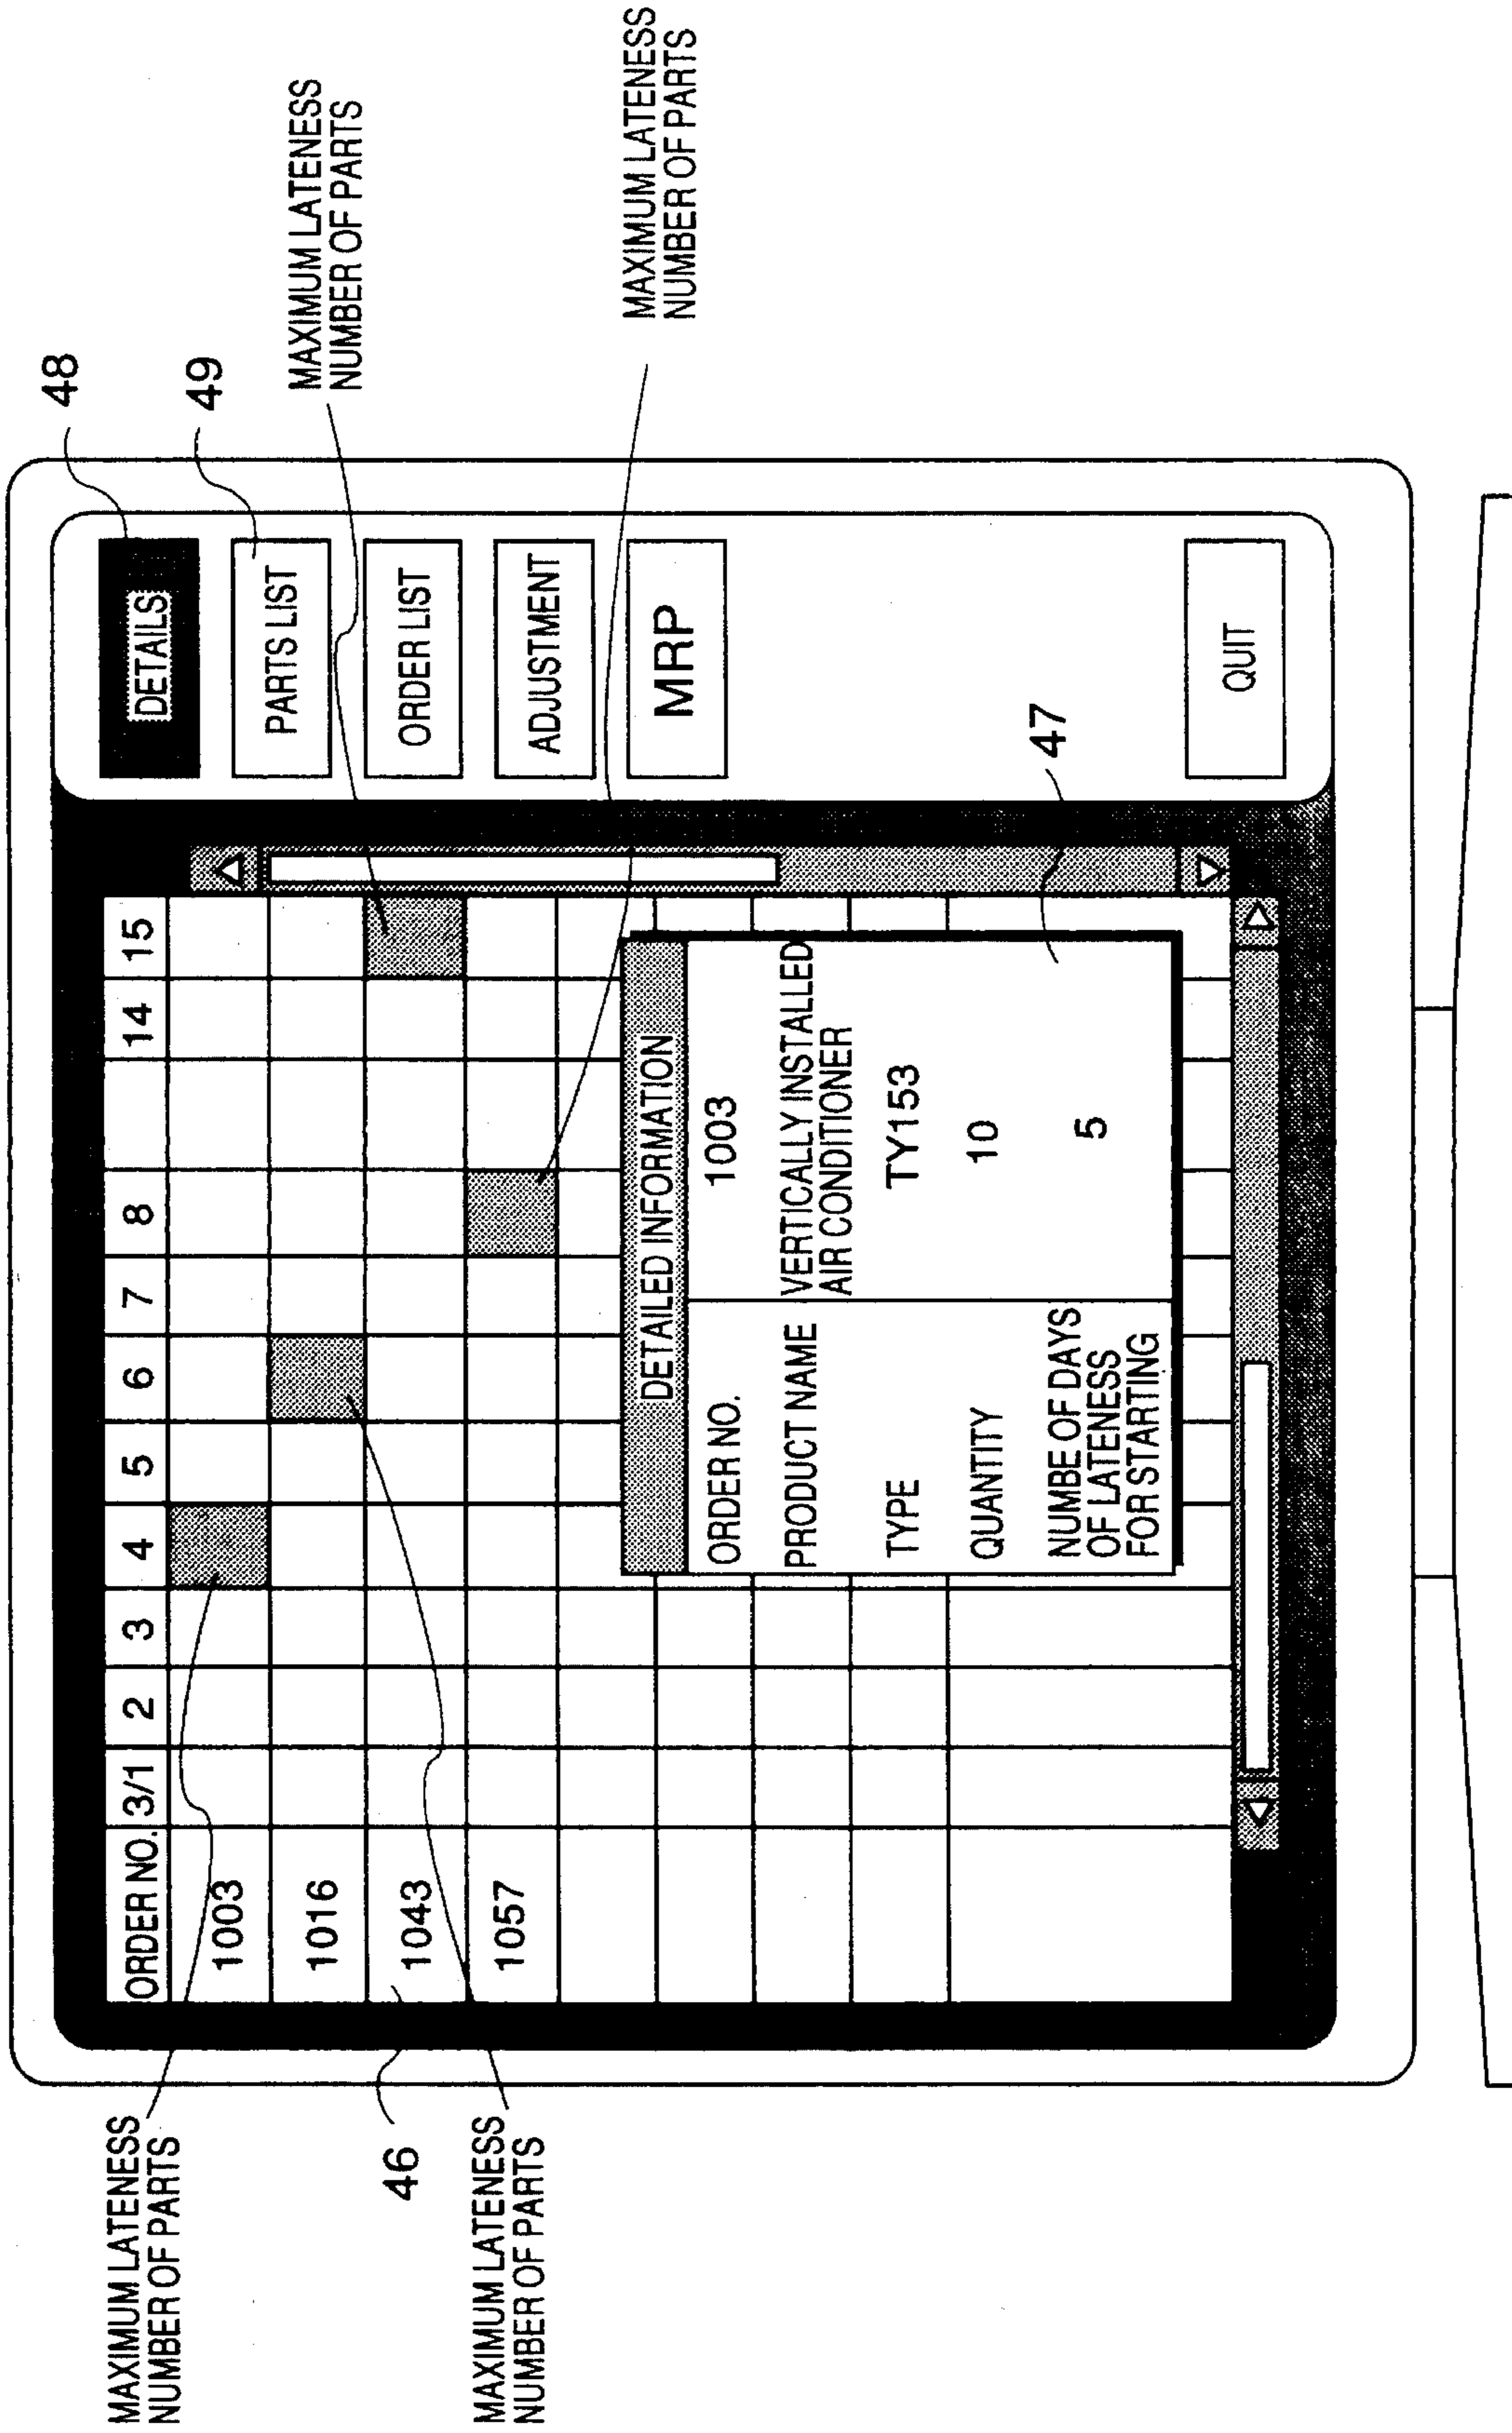 48
49
MAXIMUM LATENESS
NUMBER OF PARTS
MAXIMUM LATENESS
NUMBER OF PARTS
DETAILS
PARTS LIST
ORDER LIST
ADJUSTMENT
MRP
QUIT
47
ORDER NO. 3/1 2 3 4 5 6 7 8 14 15
1003
1016
1043
1057
DETAILED INFORMATION
ORDER NO. 1003
PRODUCT NAME VERTICALLY INSTALLED
AIR CONDITIONER
TYPE TY153
QUANTITY 10
NUMBE OF DAYS
OF LATENESS
FOR STARTING 5
MAXIMUM LATENESS
NUMBER OF PARTS
46
MAXIMUM LATENESS
NUMBER OF PARTS